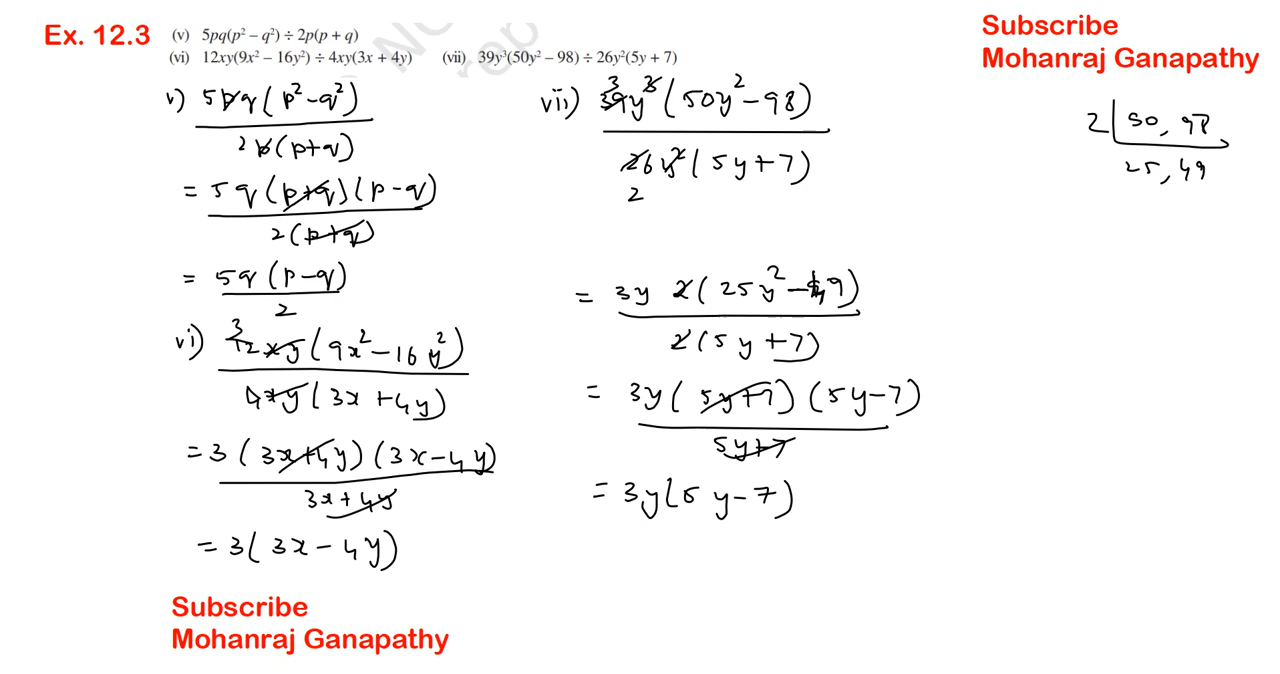 Ex. 12.3
(v) 5pq(p² – q²) ÷ 2p(p + q)
(vi) 12xy(9x² – 16y²) ÷ 4xy(3x + 4y) (vii) 39y³(50y² – 98) ÷ 26y²(5y + 7)
Subscribe
Mohanraj Ganapathy
v) 5pq(p²-q²)
2p(p+q)
= 5q(p+q)(p-q)
2(p+q)
= 5q(p-q)
2
vi) 3
12xy(9x²-16y²)
4xy(3x+4y)
= 3(3x+4y)(3x-4y)
3x+4y
= 3(3x-4y)
vii) 3
39y³(50y²-98)
26y²(5y+7)
2
= 3y 2(25y²-49)
2(5y+7)
= 3y(5y+7)(5y-7)
5y+7
= 3y(5y-7)
2 | 50, 98
25, 49
Subscribe
Mohanraj Ganapathy